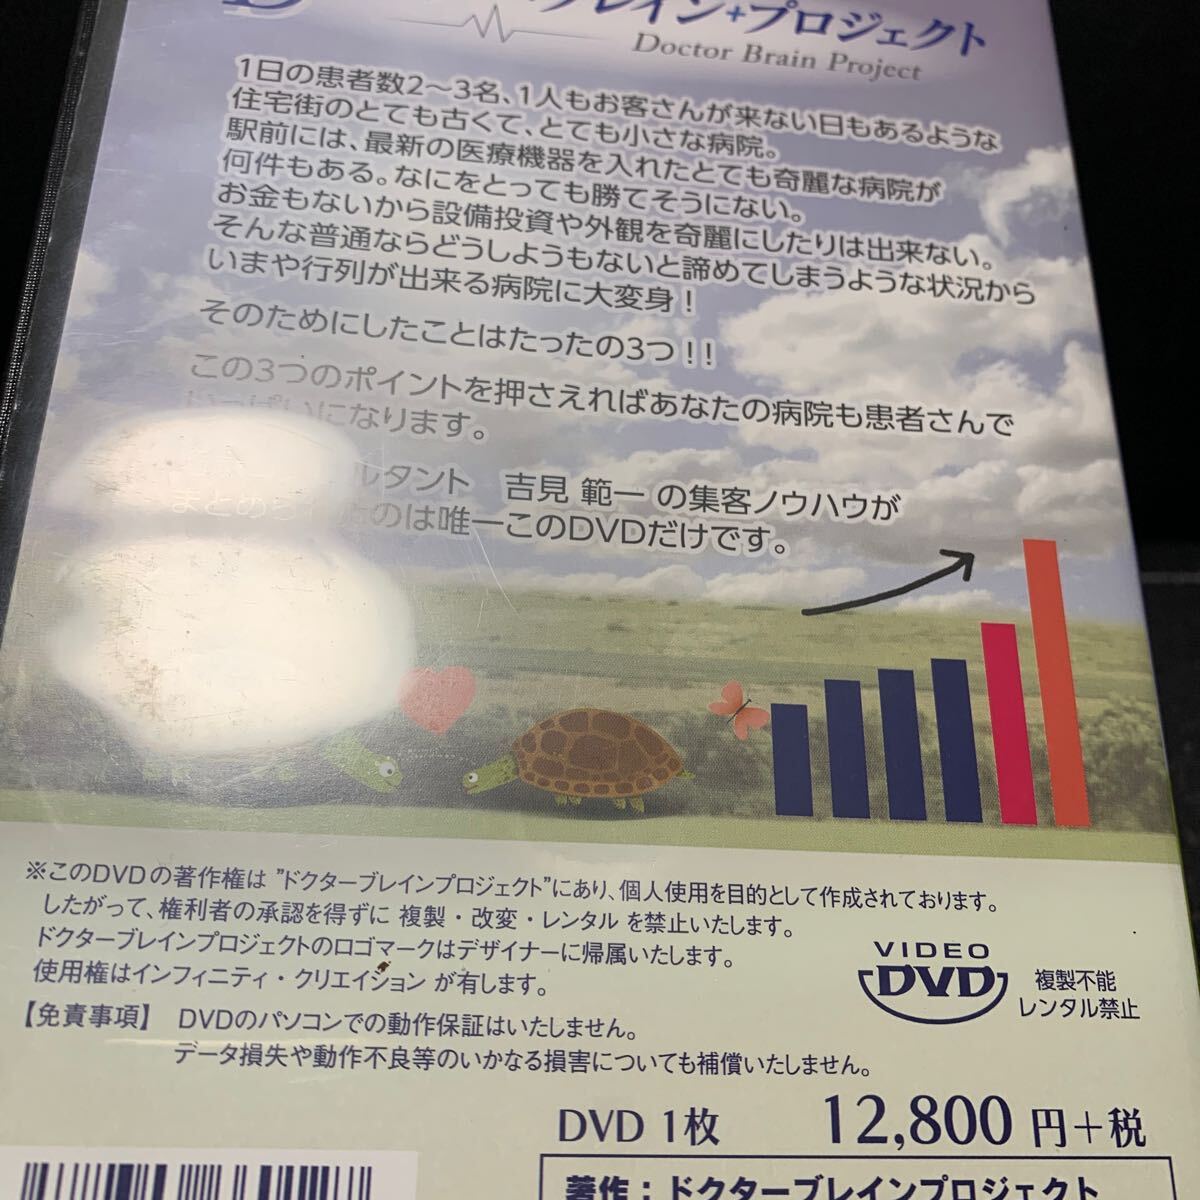 ブレイン+プロジェクト
Doctor Brain Project
1日の患者数2〜3名、1人もお客さんが来ない日もあるような
住宅街のとても古くて、とても小さな病院。
駅前には、最新の医療機器を入れたとても奇麗な病院が
何件もある。なにをとっても勝てそうにない。
お金もないから設備投資や外観を奇麗にしたりは出来ない。
そんな普通ならどうしようもないと諦めてしまうような状況から
いまや行列が出来る病院に大変身！
そのためにしたことはたったの3つ！！
この3つのポイントを押さえればあなたの病院も患者さんで
いっぱいになります。
ルタント 吉見 範一 の集客ノウハウが
まとめられたのは唯一このDVDだけです。
※このDVDの著作権は "ドクターブレインプロジェクト"にあり、個人使用を目的として作成されております。
したがって、権利者の承認を得ずに 複製・改変・レンタル を禁止いたします。
ドクターブレインプロジェクトのロゴマークはデザイナーに帰属いたします。
使用権はインフィニティ・クリエイション が有します。
VIDEO
DVD
複製不能
レンタル禁止
【免責事項】 DVDのパソコンでの動作保証はいたしません。
データ損失や動作不良等のいかなる損害についても補償いたしません。
DVD 1枚 12,800 円+税
著作：ドクターブレインプロジェクト